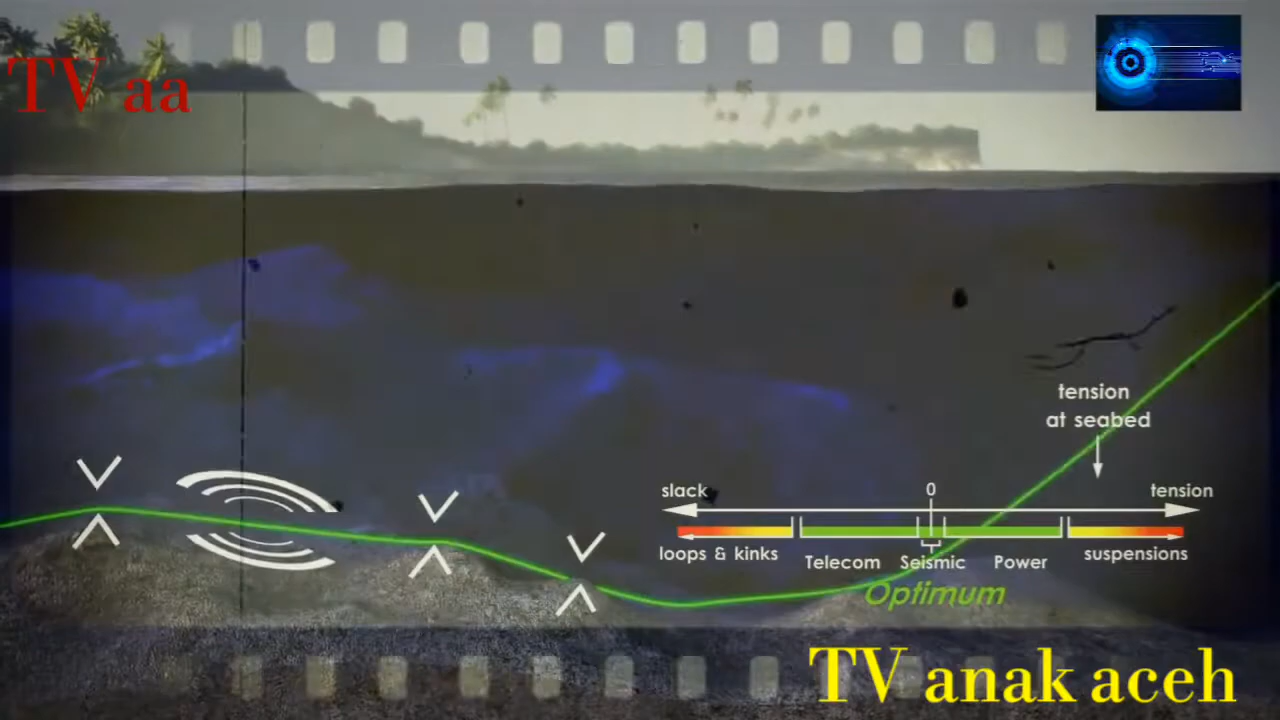 TV aa
tension
at seabed
slack 0 tension
loops & kinks Telecom Seismic Power suspensions
Optimum
TV anak aceh